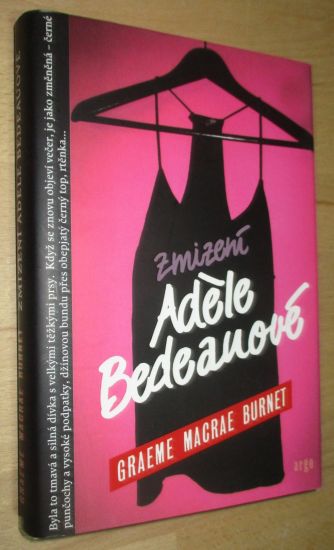 GRAEME MACRAE BURNET ZMIZENÍ ADÈLE BEDEAUOVÉ
Byla to tmavá a silná dívka s velkými těžkými prsy. Když se znovu objeví večer, je jako změněná – černé
punčochy a vysoké podpatky, džínovou bundu přes obepjatý černý top, rtěnka...
zmizení
Adèle
Bedeauové
GRAEME MACRAE BURNET
argo